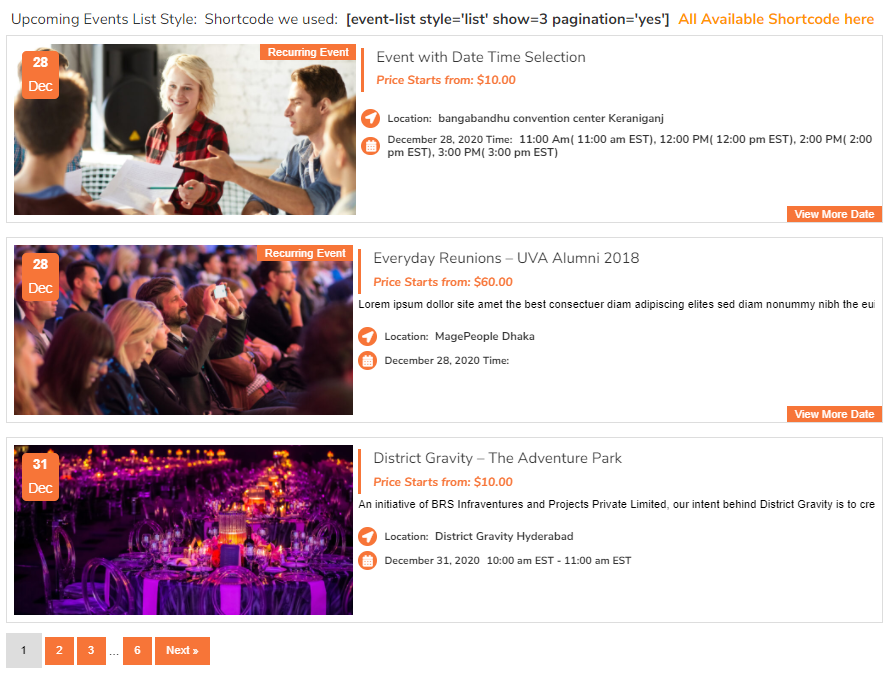 Upcoming Events List Style: Shortcode we used: [event-list style='list' show=3 pagination='yes'] All Available Shortcode here
28
Dec
Recurring Event
Event with Date Time Selection
Price Starts from: $10.00
Location: bangabandhu convention center Keraniganj
December 28, 2020 Time: 11:00 Am( 11:00 am EST), 12:00 PM( 12:00 pm EST), 2:00 PM( 2:00
pm EST), 3:00 PM( 3:00 pm EST)
View More Date
28
Dec
Recurring Event
Everyday Reunions – UVA Alumni 2018
Price Starts from: $60.00
Lorem ipsum dollor site amet the best consectuer diam adipiscing elites sed diam nonummy nibh the eui
Location: MagePeople Dhaka
December 28, 2020 Time:
View More Date
31
Dec
District Gravity – The Adventure Park
Price Starts from: $10.00
An initiative of BRS Infraventures and Projects Private Limited, our intent behind District Gravity is to cre
Location: District Gravity Hyderabad
December 31, 2020 10:00 am EST - 11:00 am EST
1 2 3 ... 6 Next »